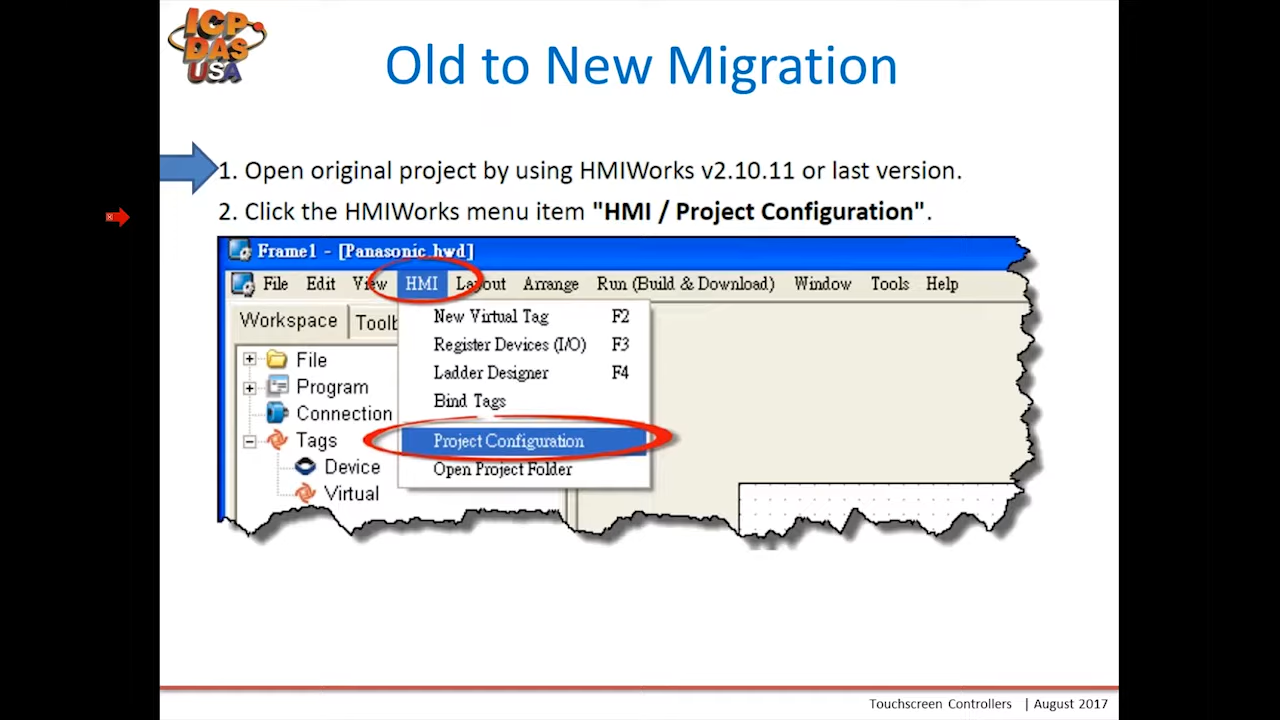 ICP
DAS
USA
Old to New Migration
1. Open original project by using HMIWorks v2.10.11 or last version.
2. Click the HMIWorks menu item "HMI / Project Configuration".
Frame1 - [Panasonic.hwd]
File Edit View HMI Layout Arrange Run (Build & Download) Window Tools Help
Workspace Toolb
New Virtual Tag F2
Register Devices (I/O) F3
Ladder Designer F4
Bind Tags
Project Configuration
Open Project Folder
File
Program
Connection
Tags
Device
Virtual
Touchscreen Controllers | August 2017